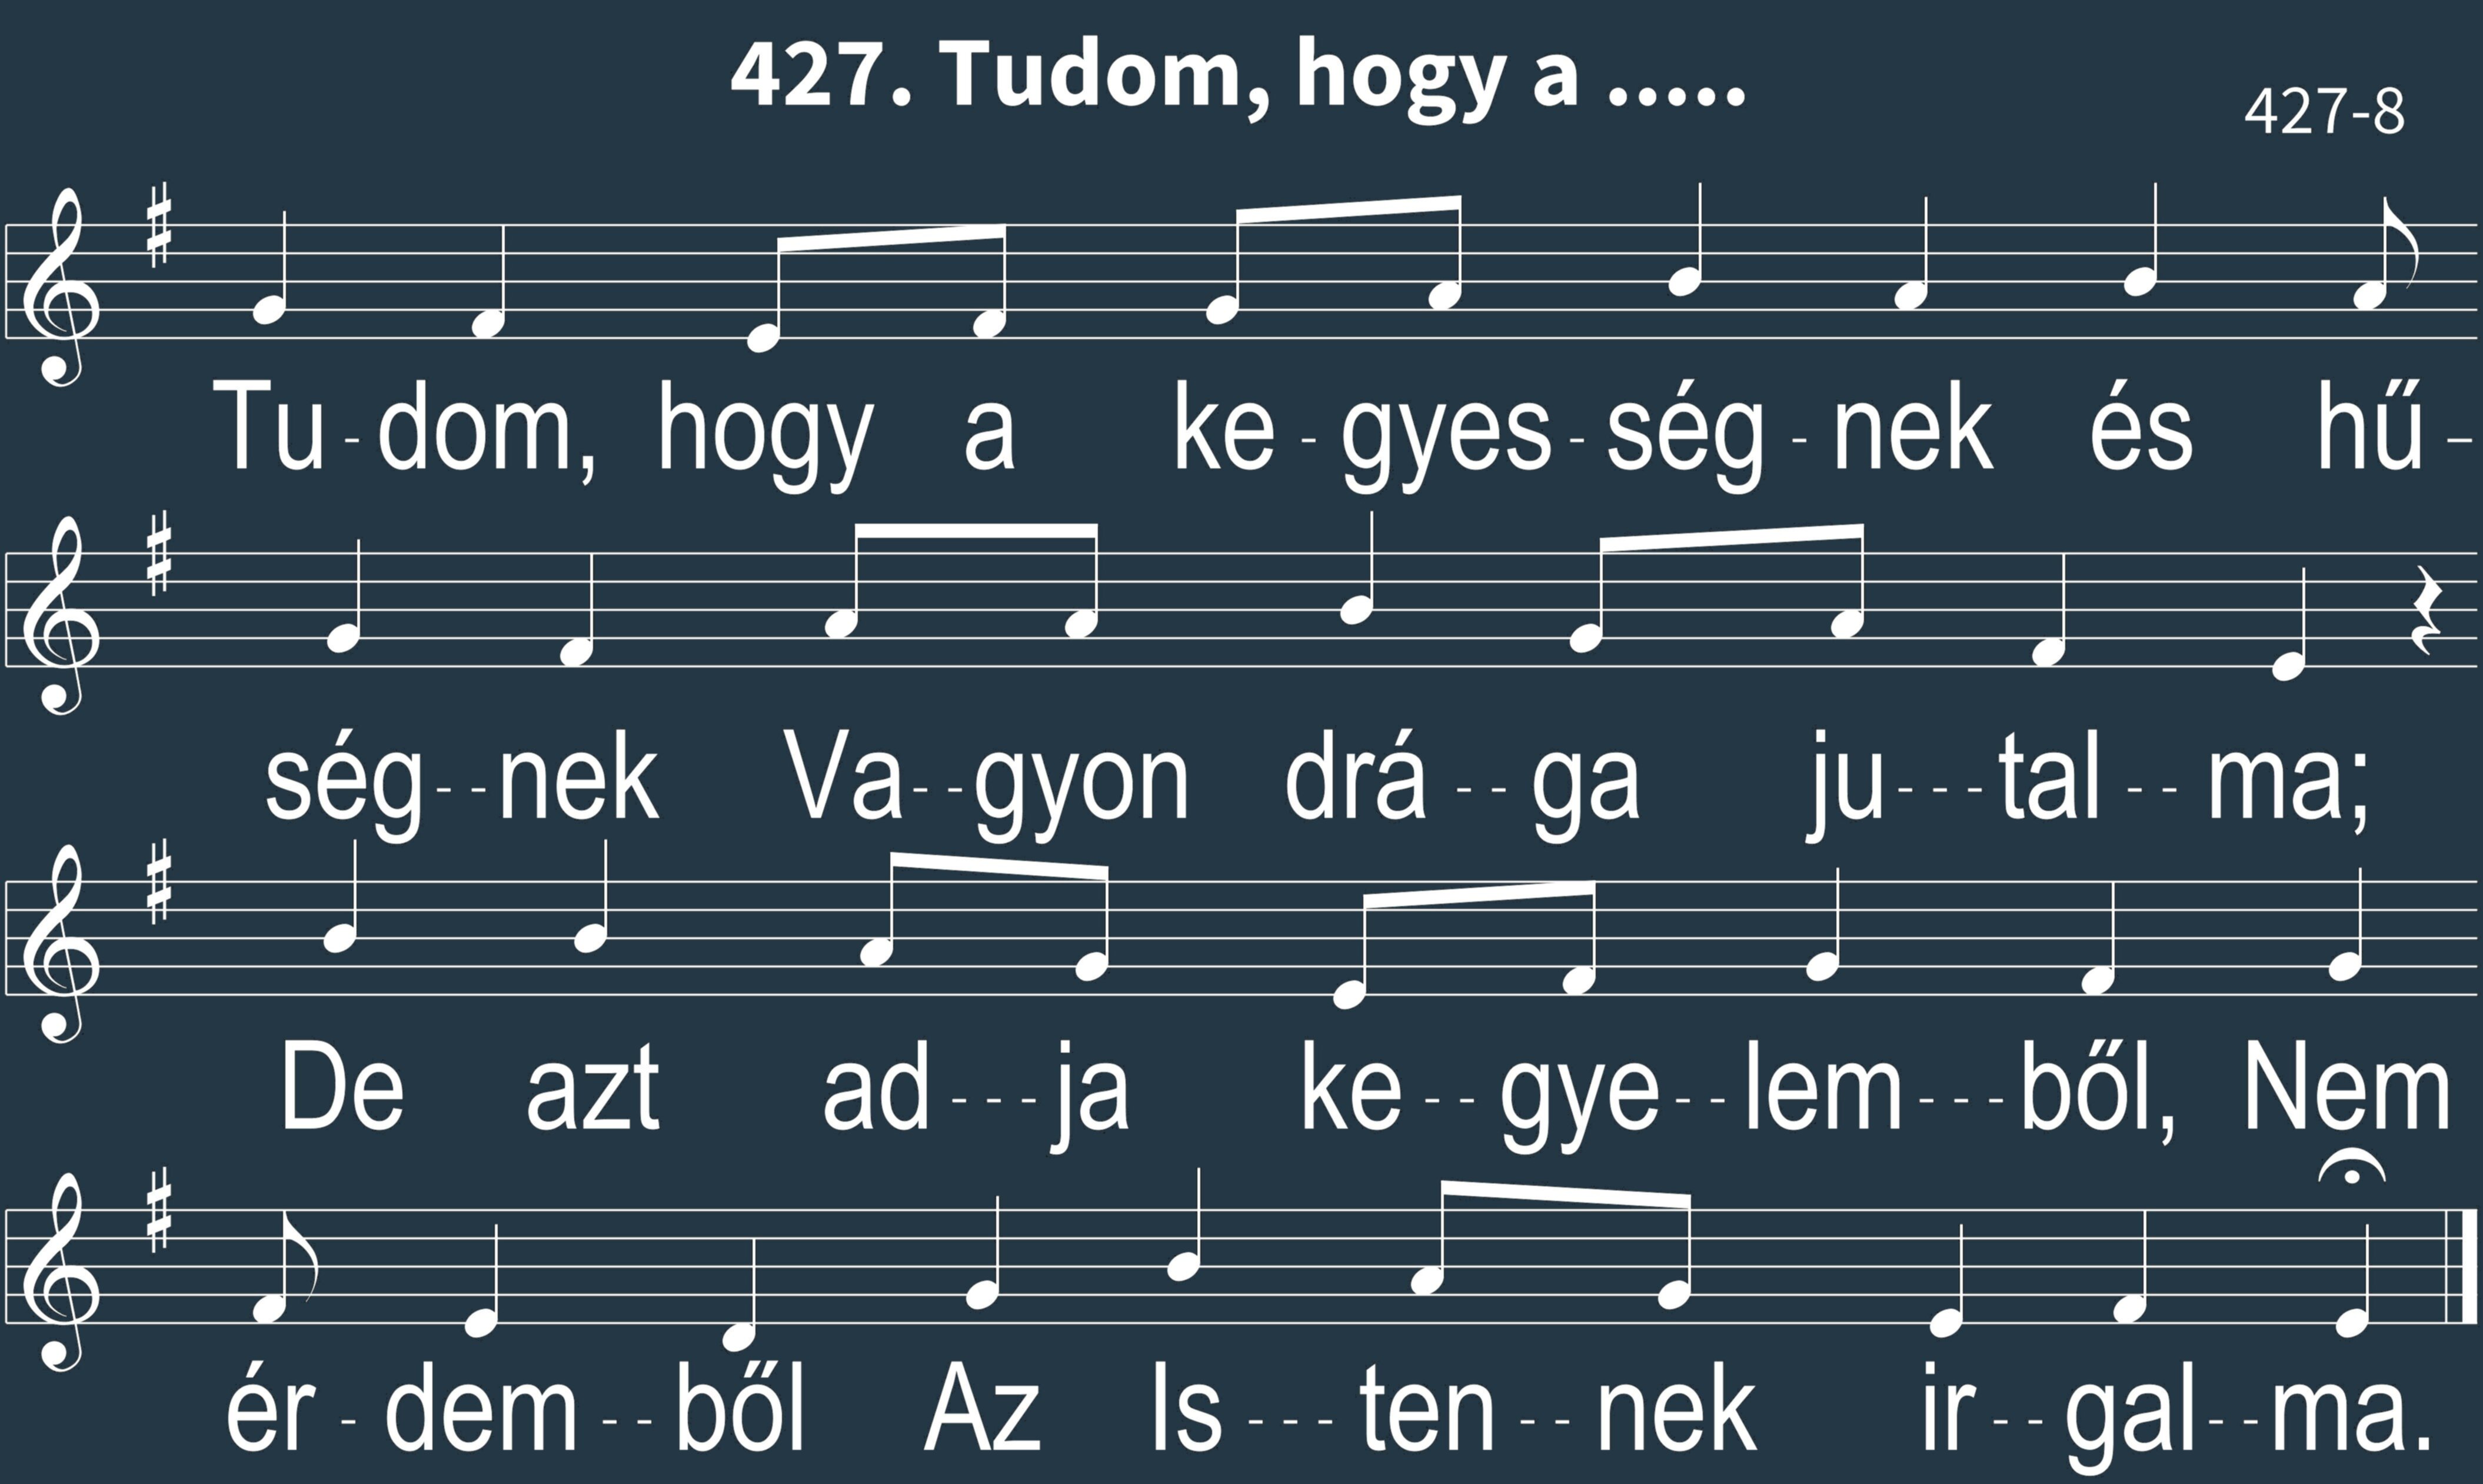 427. Tudom, hogy a .....
427-8
Tu-dom, hogy a ke-gyes-ség-nek és hű-
ség--nek Va--gyon drá--ga ju---tal--ma;
De azt ad---ja ke--gye--lem---ből, Nem
ér-dem--ből Az Is---ten--nek ir--gal--ma.